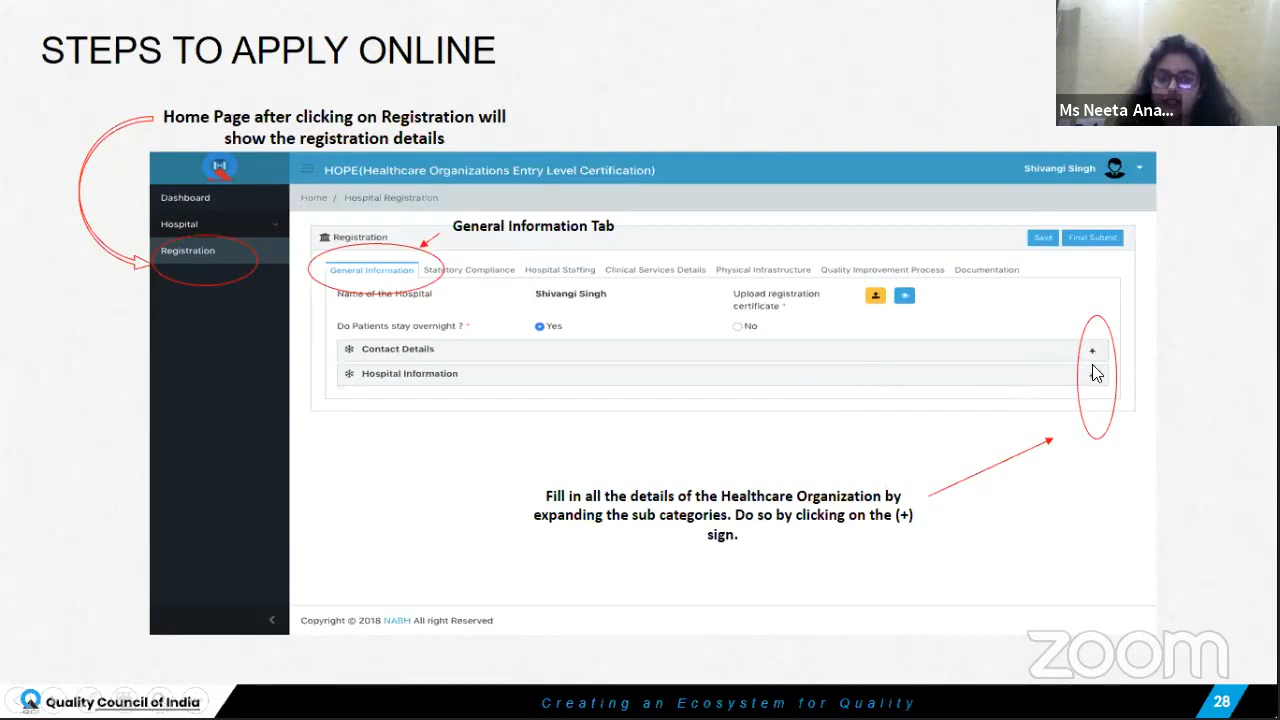 STEPS TO APPLY ONLINE
Ms Neeta Ana...
Home Page after clicking on Registration will
show the registration details
HOPE(Healthcare Organizations Entry Level Certification)
Shivangi Singh
Dashboard
Home / Hospital Registration
Hospital
General Information Tab
Registration
Registration
Save
Final Submit
General Information
Statutory Compliance
Hospital Staffing
Clinical Services Details
Physical Infrastructure
Quality Improvement Process
Documentation
Name of the Hospital
Shivangi Singh
Upload registration
certificate *
Do Patients stay overnight ? *
Yes
No
Contact Details
+
Hospital Information
Fill in all the details of the Healthcare Organization by
expanding the sub categories. Do so by clicking on the (+)
sign.
Copyright © 2018 NABH All right Reserved
zoom
Quality Council of India
Creating an Ecosystem for Quality
28